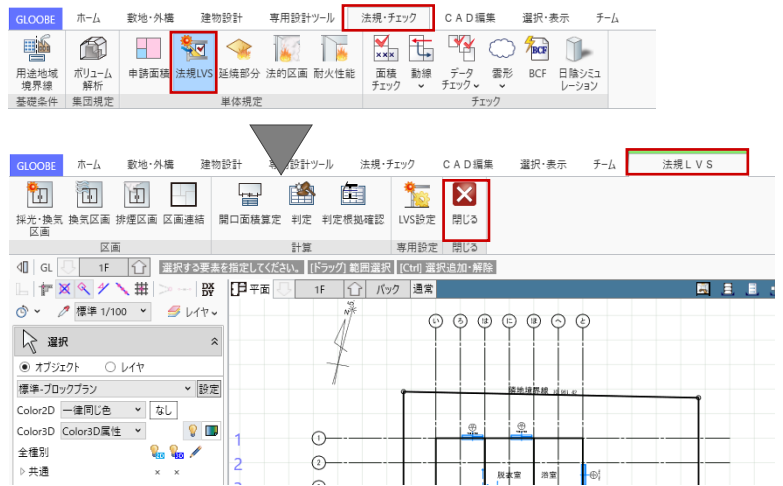 GLOOBE ホーム 敷地・外構 建物設計 専用設計ツール 法規・チェック CAD編集 選択・表示 チーム
用途地域 境界線 ボリューム 解析 申請面積 法規LVS 延焼部分 法的区画 耐火性能 面積 チェック 動線 データ チェック 雲形 BCF 日陰シミュ レーション
基礎条件 集団規定 単体規定 チェック
GLOOBE ホーム 敷地・外構 建物設計 専用設計ツール 法規・チェック CAD編集 選択・表示 チーム 法規LVS
採光・換気 区画 換気区画 排煙区画 区画連結 開口面積算定 判定 判定根拠確認 LVS設定 閉じる
区画 計算 専用設定 閉じる
GL 1F 選択する要素を指定してください。 [ドラッグ] 範囲選択 [Ctrl] 選択追加・解除
平面 1F バック 通常
標準 1/100 レイヤ
選択
オブジェクト レイヤ
標準-ブロックプラン 設定
Color2D 一律同じ色 なし
Color3D Color3D属性
全種別 2D 3D
共通 × ×
N
い ろ は に ほ へ と
隣地境界線
1 1
2 2
脱衣室 浴室